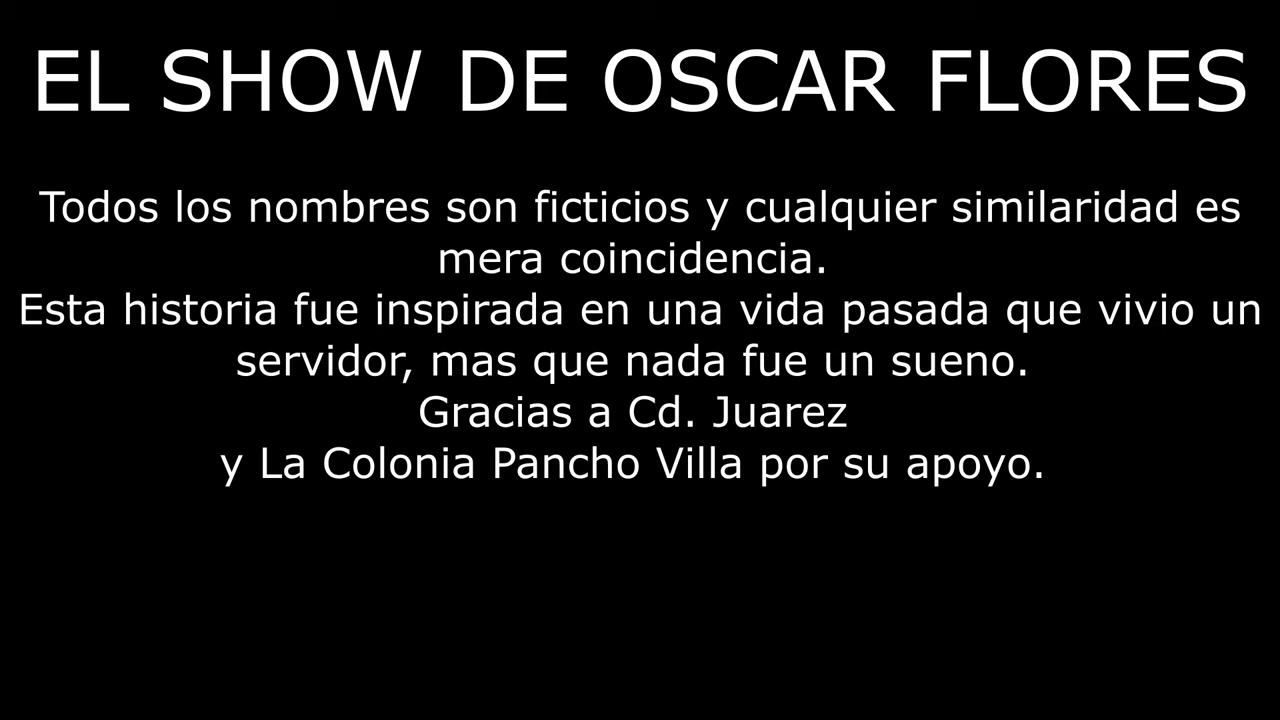 EL SHOW DE OSCAR FLORES
Todos los nombres son ficticios y cualquier similaridad es
mera coincidencia.
Esta historia fue inspirada en una vida pasada que vivio un
servidor, mas que nada fue un sueno.
Gracias a Cd. Juarez
y La Colonia Pancho Villa por su apoyo.